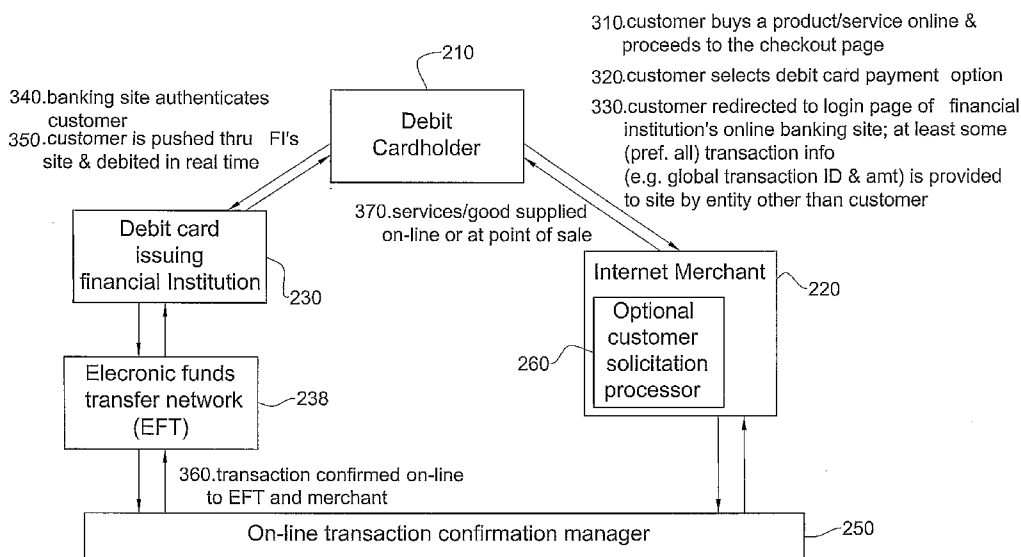 310.customer buys a product/service online &
proceeds to the checkout page
320.customer selects debit card payment option
330.customer redirected to login page of financial
institution's online banking site; at least some
(pref. all) transaction info
(e.g. global transaction ID & amt) is provided
to site by entity other than customer
210
340.banking site authenticates
customer
350.customer is pushed thru FI's
site & debited in real time
Debit
Cardholder
370.services/good supplied
on-line or at point of sale
Debit card
issuing
financial Institution
230
Internet Merchant
220
Optional
customer
solicitation
processor
260
Elecronic funds
transfer network
(EFT)
238
360.transaction confirmed on-line
to EFT and merchant
On-line transaction confirmation manager
250